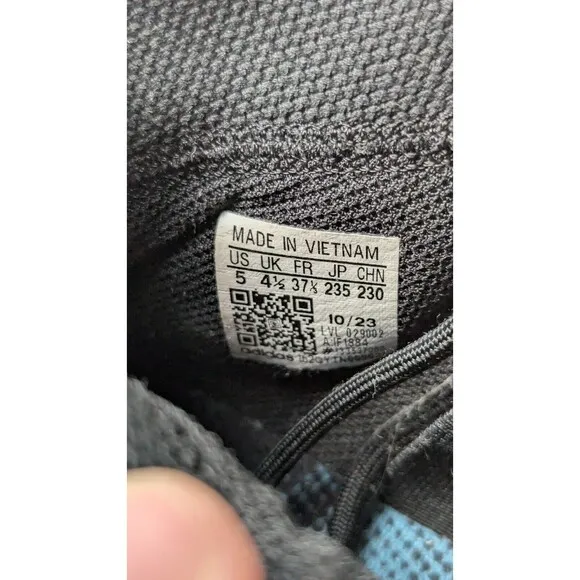 MADE IN VIETNAM
US UK FR JP CHN
5 4½ 37⅓ 235 230
10/23
LVL 029002
adidas